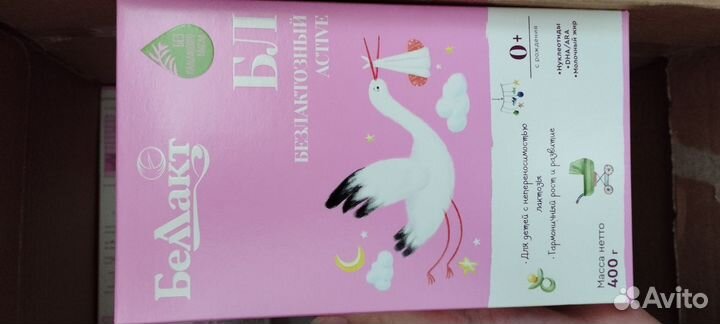 Беллакт
БЛ
БЕЗЛАКТОЗНЫЙ
ACTIVE
БЕЗ
ПАЛЬМОВОГО
МАСЛА
0+
с рождения
• Нуклеотиды
• DHA/ARA
• Молочный жир
• Для детей с непереносимостью
лактозы
• Гармоничный рост и развитие
Масса нетто
400 г
Avito